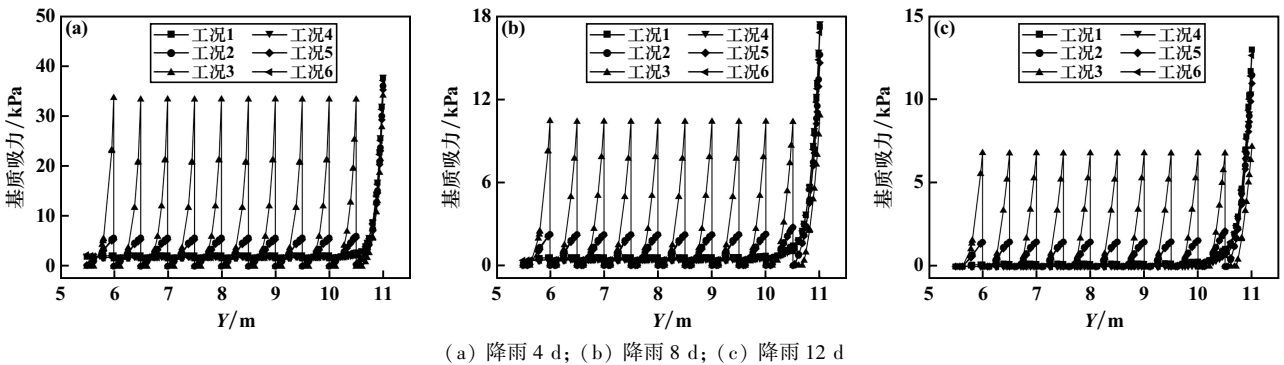 (a)
工况1 工况4
工况2 工况5
工况3 工况6
基质吸力/kPa
50
40
30
20
10
0
5 6 7 8 9 10 11
Y/m
(b)
工况1 工况4
工况2 工况5
工况3 工况6
基质吸力/kPa
18
12
6
0
5 6 7 8 9 10 11
Y/m
(c)
工况1 工况4
工况2 工况5
工况3 工况6
基质吸力/kPa
15
10
5
0
5 6 7 8 9 10 11
Y/m
(a) 降雨 4 d; (b) 降雨 8 d; (c) 降雨 12 d